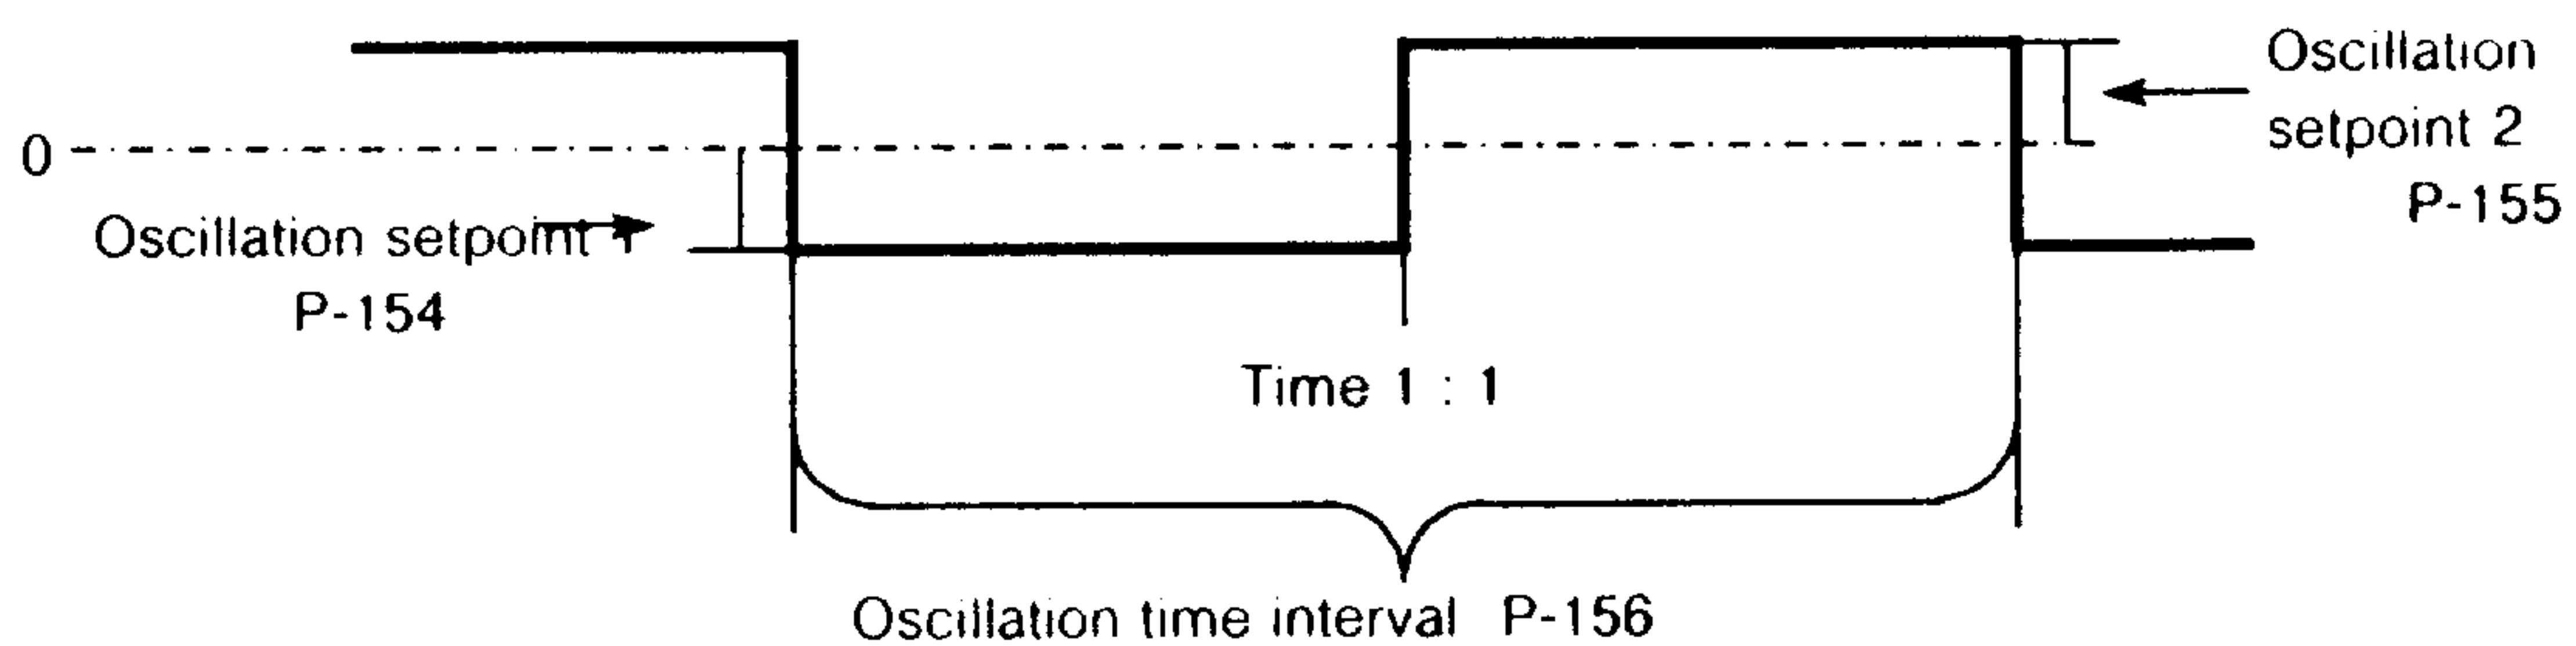 Oscillation
setpoint 2
P-155
0
Oscillation setpoint 1
P-154
Time 1 : 1
Oscillation time interval P-156